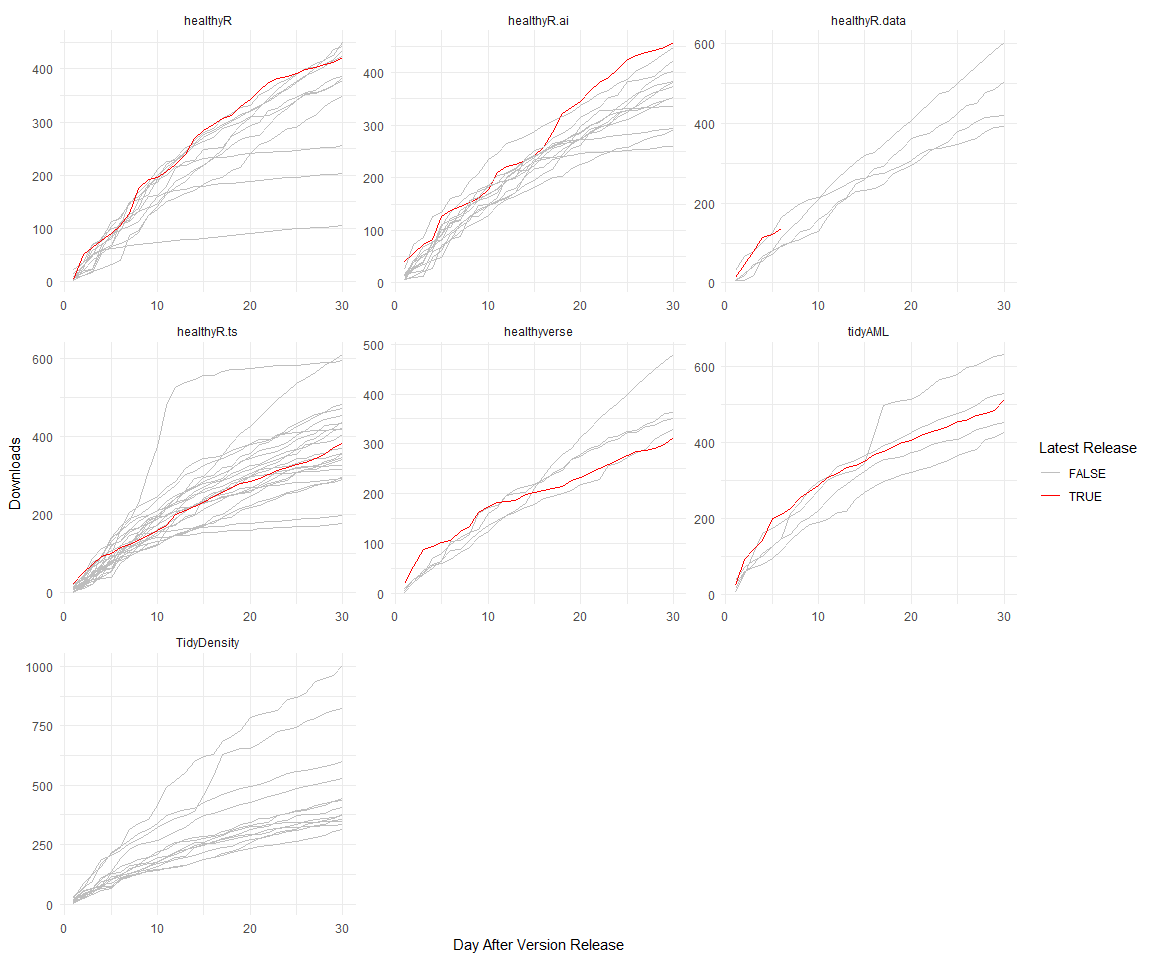 healthyR healthyR.ai healthyR.data
400 400 600
300 300 400
200 200 200
100 100
0 0 0
0 10 20 30 0 10 20 30 0 10 20 30
healthyR.ts healthyverse tidyAML
600 500 600
400 400 400
300
200 200 200
100
0 0 0
0 10 20 30 0 10 20 30 0 10 20 30
TidyDensity
1000
750
500
250
0
0 10 20 30
Downloads
Day After Version Release
Latest Release
FALSE
TRUE